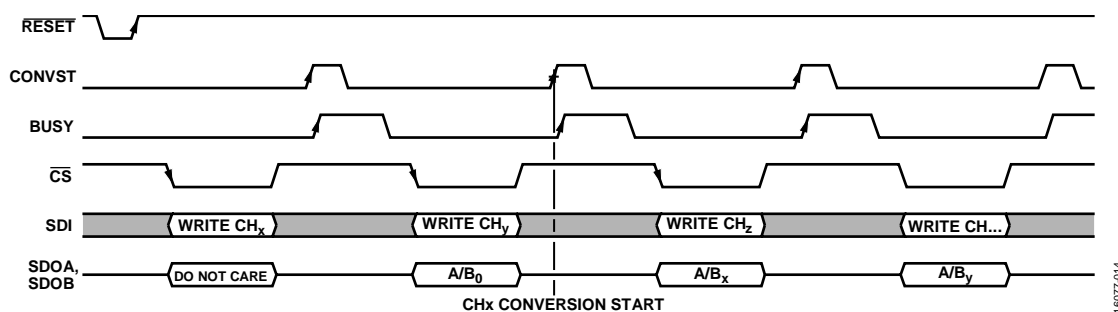 RESET
CONVST
BUSY
CS
SDI WRITE CHx WRITE CHy WRITE CHz WRITE CH...
SDOA,
SDOB DO NOT CARE A/B0 A/Bx A/By
CHx CONVERSION START
16077-014